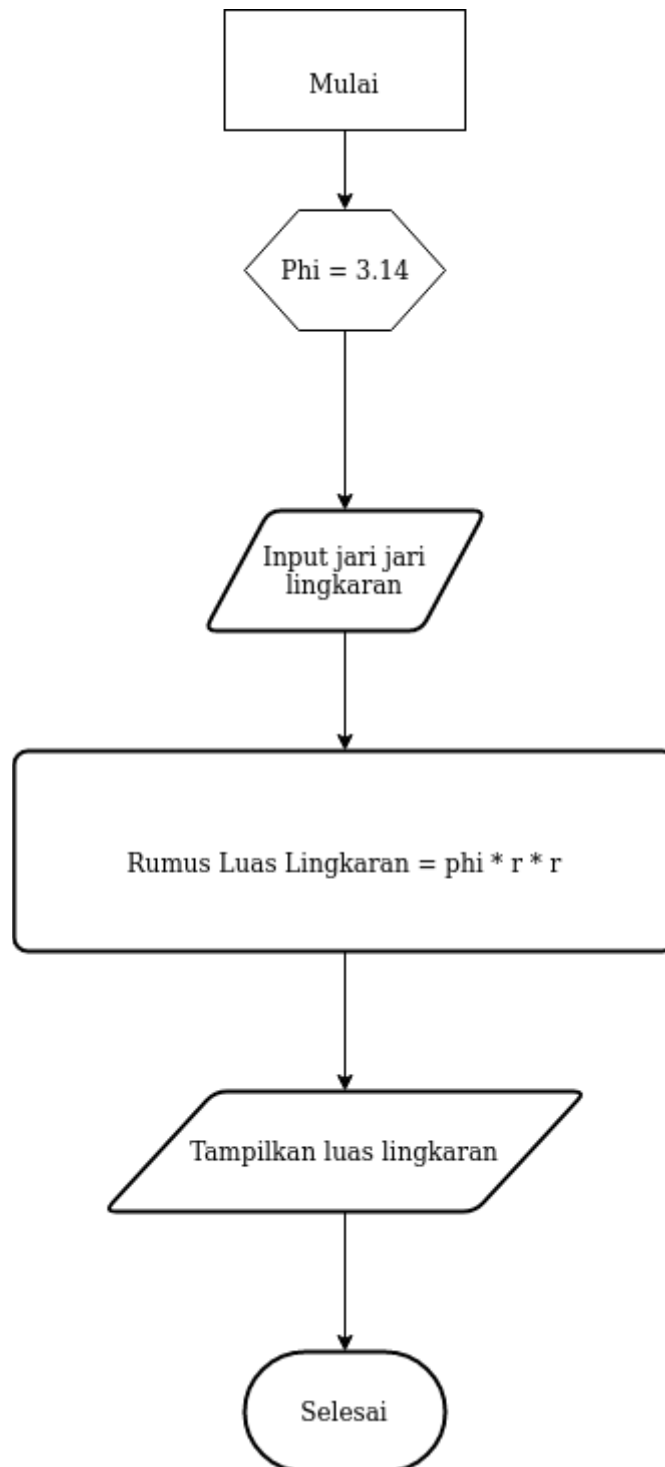 Mulai
Phi = 3.14
Input jari jari
lingkaran
Rumus Luas Lingkaran = phi * r * r
Tampilkan luas lingkaran
Selesai